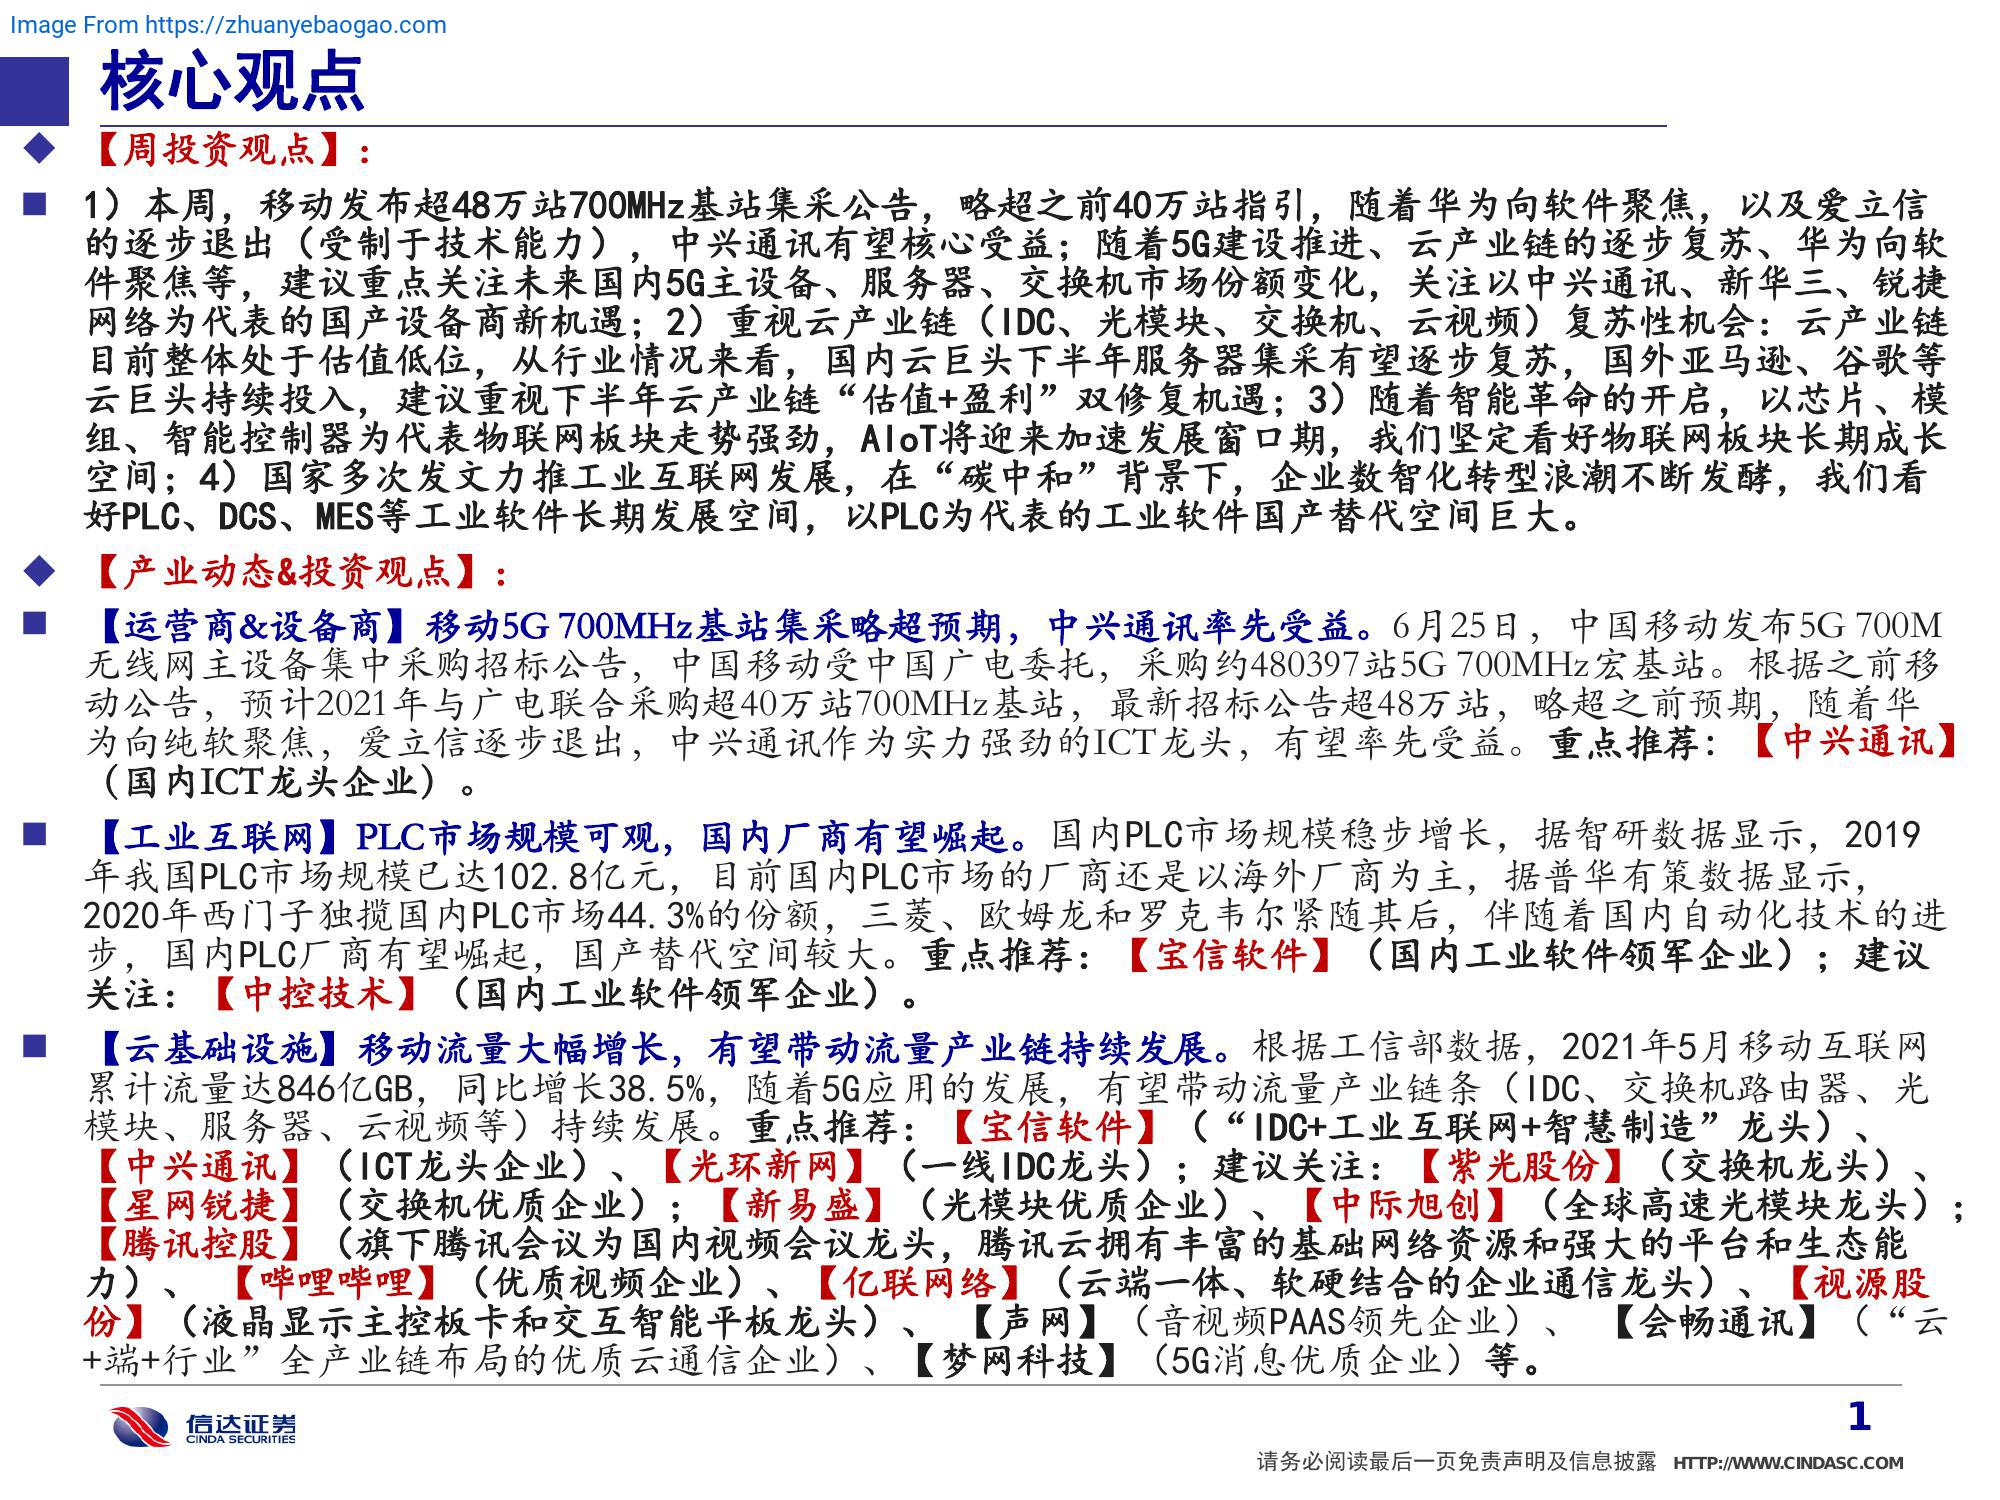 Image From https://zhuanyebaogao.com
核心观点
【周投资观点】：
1）本周，移动发布超48万站700MHz基站集采公告，略超之前40万站指引，随着华为向软件聚焦，以及爱立信
的逐步退出（受制于技术能力），中兴通讯有望核心受益；随着5G建设推进、云产业链的逐步复苏、华为向软
件聚焦等，建议重点关注未来国内5G主设备、服务器、交换机市场份额变化，关注以中兴通讯、新华三、锐捷
网络为代表的国产设备商新机遇；2）重视云产业链（IDC、光模块、交换机、云视频）复苏性机会：云产业链
目前整体处于估值低位，从行业情况来看，国内云巨头下半年服务器集采有望逐步复苏，国外亚马逊、谷歌等
云巨头持续投入，建议重视下半年云产业链“估值+盈利”双修复机遇；3）随着智能革命的开启，以芯片、模
组、智能控制器为代表物联网板块走势强劲，AIoT将迎来加速发展窗口期，我们坚定看好物联网板块长期成长
空间；4）国家多次发文力推工业互联网发展，在“碳中和”背景下，企业数智化转型浪潮不断发酵，我们看
好PLC、DCS、MES等工业软件长期发展空间，以PLC为代表的工业软件国产替代空间巨大。
【产业动态&投资观点】：
【运营商&设备商】移动5G 700MHz基站集采略超预期，中兴通讯率先受益。6月25日，中国移动发布5G 700M
无线网主设备集中采购招标公告，中国移动受中国广电委托，采购约480397站5G 700MHz宏基站。根据之前移
动公告，预计2021年与广电联合采购超40万站700MHz基站，最新招标公告超48万站，略超之前预期，随着华
为向纯软聚焦，爱立信逐步退出，中兴通讯作为实力强劲的ICT龙头，有望率先受益。重点推荐：【中兴通讯】
（国内ICT龙头企业）。
【工业互联网】PLC市场规模可观，国内厂商有望崛起。国内PLC市场规模稳步增长，据智研数据显示，2019
年我国PLC市场规模已达102.8亿元，目前国内PLC市场的厂商还是以海外厂商为主，据普华有策数据显示，
2020年西门子独揽国内PLC市场44.3%的份额，三菱、欧姆龙和罗克韦尔紧随其后，伴随着国内自动化技术的进
步，国内PLC厂商有望崛起，国产替代空间较大。重点推荐：【宝信软件】（国内工业软件领军企业）；建议
关注：【中控技术】（国内工业软件领军企业）。
【云基础设施】移动流量大幅增长，有望带动流量产业链持续发展。根据工信部数据，2021年5月移动互联网
累计流量达846亿GB，同比增长38.5%，随着5G应用的发展，有望带动流量产业链条（IDC、交换机路由器、光
模块、服务器、云视频等）持续发展。重点推荐：【宝信软件】（“IDC+工业互联网+智慧制造”龙头）、
【中兴通讯】（ICT龙头企业）、【光环新网】（一线IDC龙头）；建议关注：【紫光股份】（交换机龙头）、
【星网锐捷】（交换机优质企业）；【新易盛】（光模块优质企业）、【中际旭创】（全球高速光模块龙头）；
【腾讯控股】（旗下腾讯会议为国内视频会议龙头，腾讯云拥有丰富的基础网络资源和强大的平台和生态能
力）、【哔哩哔哩】（优质视频企业）、【亿联网络】（云端一体、软硬结合的企业通信龙头）、【视源股
份】（液晶显示主控板卡和交互智能平板龙头）、【声网】（音视频PAAS领先企业）、【会畅通讯】（“云
+端+行业”全产业链布局的优质云通信企业）、【梦网科技】（5G消息优质企业）等。
信达证券
CINDA SECURITIES
1
请务必阅读最后一页免责声明及信息披露 HTTP://WWW.CINDASC.COM